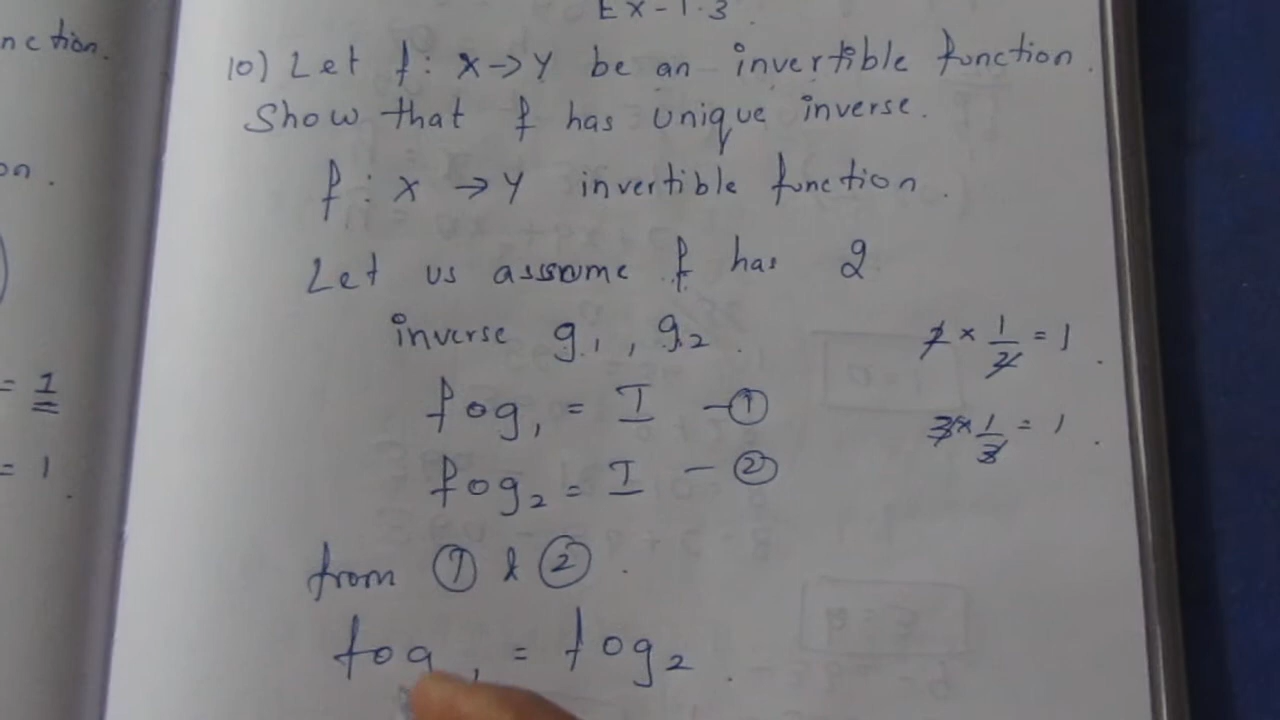 Ex-1.3.
nction.
10) Let f: x→y be an invertible function.
Show that f has unique inverse.
on.
f: x → y invertible function.
Let us assume f has 2
inverse g₁, g₂.
2 × 1/2 = 1.
= 1
fog₁ = I -①
3 × 1/3 = 1.
= 1.
fog₂ = I - ②
from ① & ②.
fog₁ = fog₂.